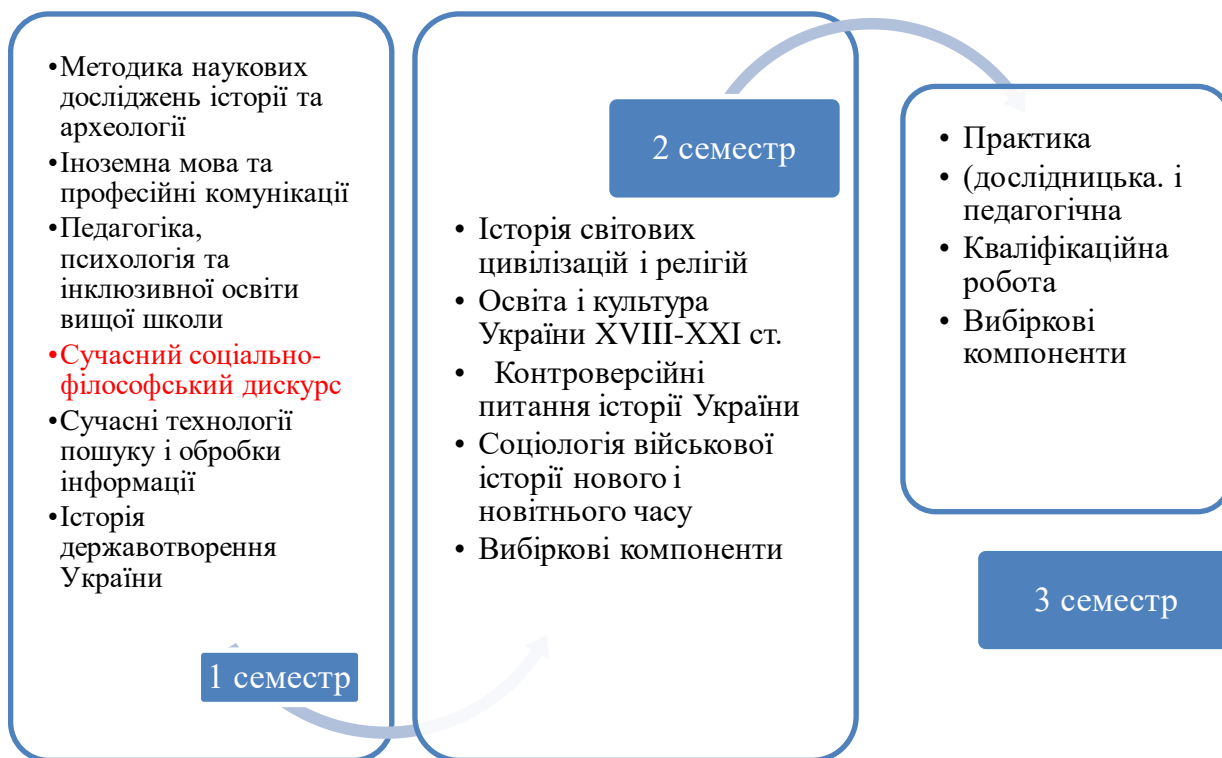 •Методика наукових
досліджень історії та
археології
•Іноземна мова та
професійні комунікації
•Педагогіка,
психологія та
інклюзивної освіти
вищої школи
•Сучасний соціально-
філософський дискурс
•Сучасні технології
пошуку і обробки
інформації
•Історія
державотворення
України
1 семестр
2 семестр
• Історія світових
цивілізацій і релігій
• Освіта і культура
України XVIII-XXI ст.
• Контроверсійні
питання історії України
• Соціологія військової
історії нового і
новітнього часу
• Вибіркові компоненти
• Практика
• (дослідницька. і
педагогічна
• Кваліфікаційна
робота
• Вибіркові
компоненти
3 семестр